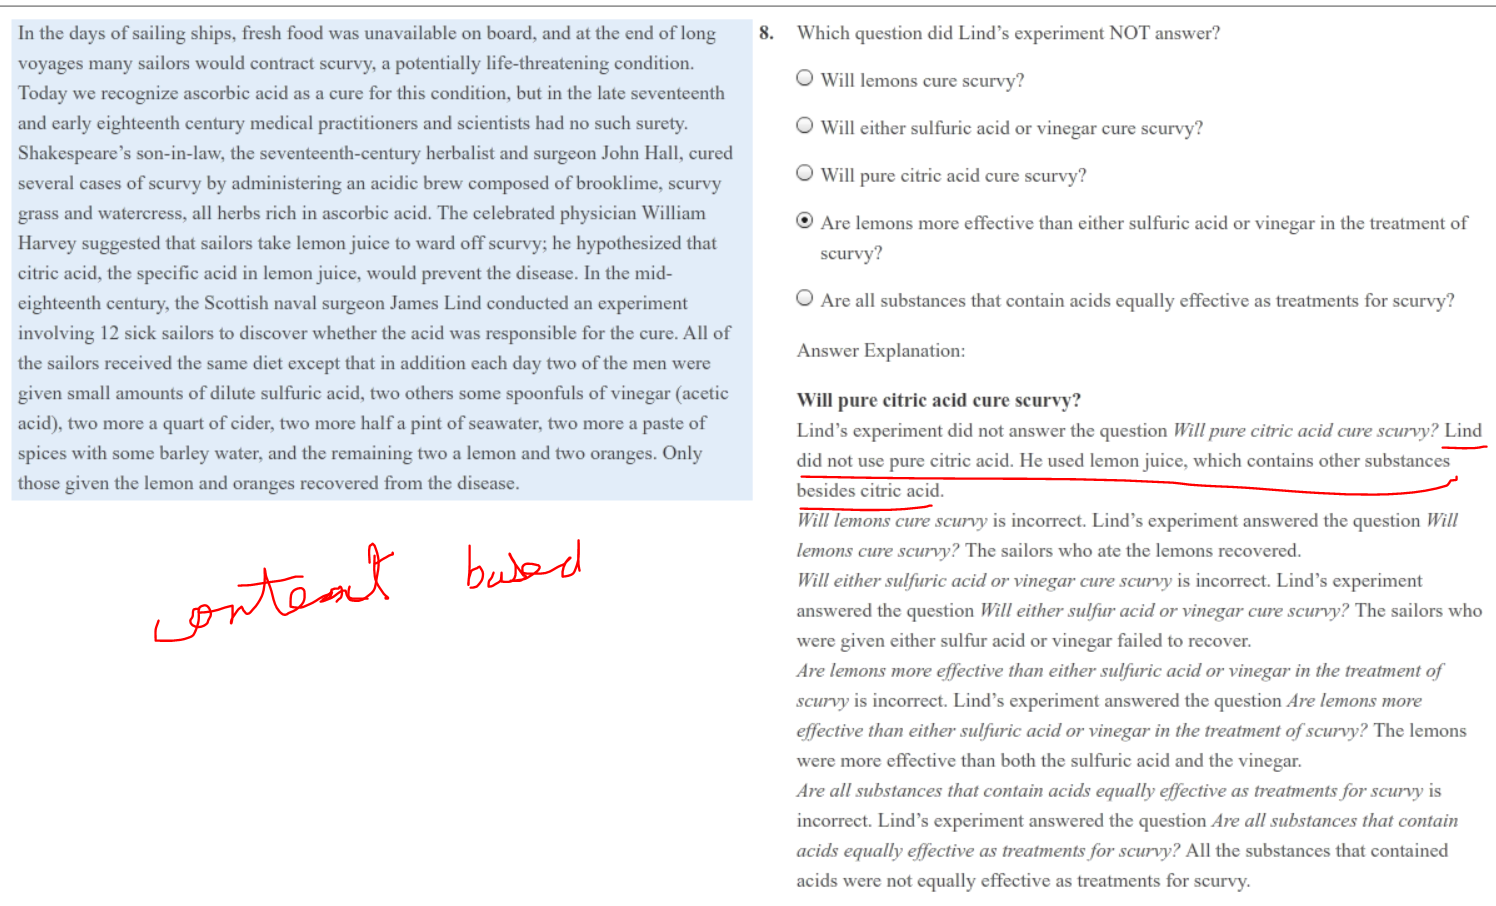 In the days of sailing ships, fresh food was unavailable on board, and at the end of long
voyages many sailors would contract scurvy, a potentially life-threatening condition.
Today we recognize ascorbic acid as a cure for this condition, but in the late seventeenth
and early eighteenth century medical practitioners and scientists had no such surety.
Shakespeare's son-in-law, the seventeenth-century herbalist and surgeon John Hall, cured
several cases of scurvy by administering an acidic brew composed of brooklime, scurvy
grass and watercress, all herbs rich in ascorbic acid. The celebrated physician William
Harvey suggested that sailors take lemon juice to ward off scurvy; he hypothesized that
citric acid, the specific acid in lemon juice, would prevent the disease. In the mid-
eighteenth century, the Scottish naval surgeon James Lind conducted an experiment
involving 12 sick sailors to discover whether the acid was responsible for the cure. All of
the sailors received the same diet except that in addition each day two of the men were
given small amounts of dilute sulfuric acid, two others some spoonfuls of vinegar (acetic
acid), two more a quart of cider, two more half a pint of seawater, two more a paste of
spices with some barley water, and the remaining two a lemon and two oranges. Only
those given the lemon and oranges recovered from the disease.
based
8. Which question did Lind's experiment NOT answer?
Will lemons cure scurvy?
Will either sulfuric acid or vinegar cure scurvy?
Will pure citric acid cure scurvy?
Are lemons more effective than either sulfuric acid or vinegar in the treatment of
scurvy?
Are all substances that contain acids equally effective as treatments for scurvy?
Answer Explanation:
Will pure citric acid cure scurvy?
Lind's experiment did not answer the question Will pure citric acid cure scurvy? Lind
did not use pure citric acid. He used lemon juice, which contains other substances
besides citric acid.
Will lemons cure scurvy is incorrect. Lind's experiment answered the question Will
lemons cure scurvy? The sailors who ate the lemons recovered.
Will either sulfuric acid or vinegar cure scurvy is incorrect. Lind's experiment
answered the question Will either sulfur acid or vinegar cure scurvy? The sailors who
were given either sulfur acid or vinegar failed to recover.
Are lemons more effective than either sulfuric acid or vinegar in the treatment of
scurvy is incorrect. Lind's experiment answered the question Are lemons more
effective than either sulfuric acid or vinegar in the treatment of scurvy? The lemons
were more effective than both the sulfuric acid and the vinegar.
Are all substances that contain acids equally effective as treatments for scurvy is
incorrect. Lind's experiment answered the question Are all substances that contain
acids equally effective as treatments for scurvy? All the substances that contained
acids were not equally effective as treatments for scurvy.